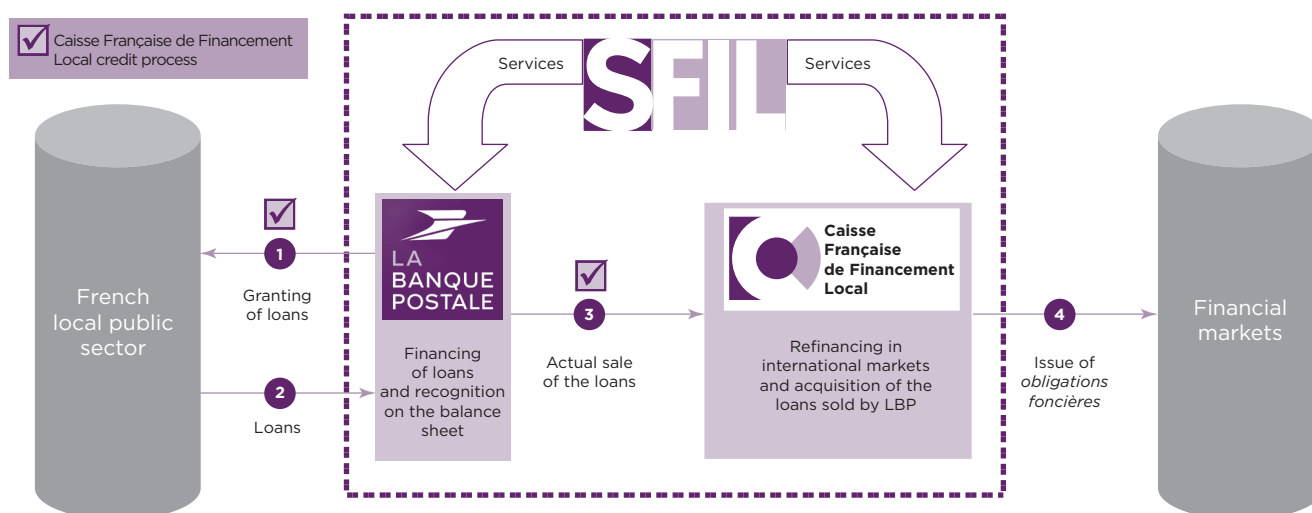 Caisse Française de Financement
Local credit process
Services
SFIL
Services
1
Granting
of loans
2
Loans
French
local public
sector
LA
BANQUE
POSTALE
Financing
of loans
and recognition
on the balance
sheet
3
Actual sale
of the loans
Caisse
Française
de Financement
Local
Refinancing in
international markets
and acquisition of the
loans sold by LBP
4
Issue of
obligations
foncières
Financial
markets